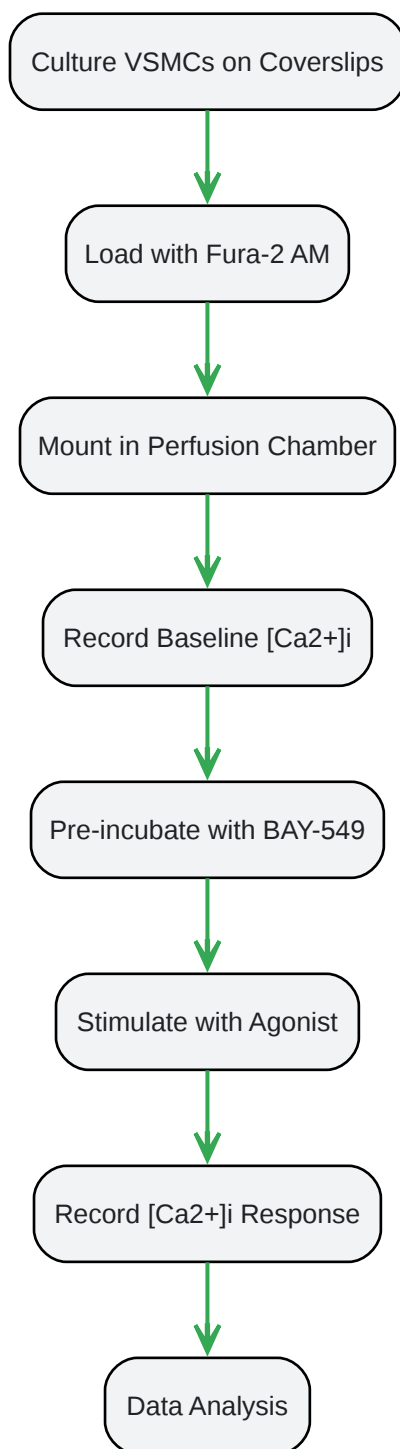 Culture VSMCs on Coverslips
Load with Fura-2 AM
Mount in Perfusion Chamber
Record Baseline [Ca2+]i
Pre-incubate with BAY-549
Stimulate with Agonist
Record [Ca2+]i Response
Data Analysis